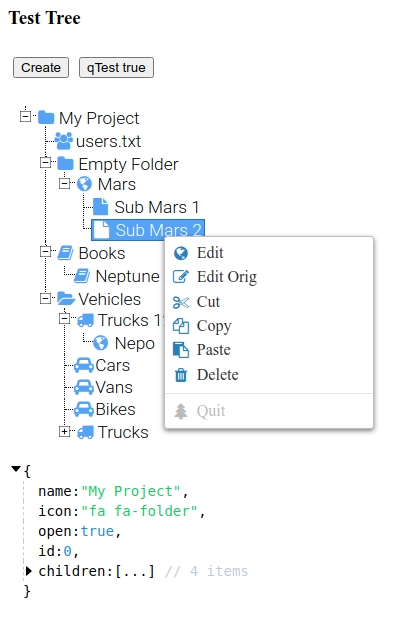 Test Tree
Create qTest true
My Project
users.txt
Empty Folder
Mars
Sub Mars 1
Sub Mars 2
Edit
Books
Edit Orig
Neptune
Cut
Vehicles
Copy
Trucks 1
Paste
Nepo
Delete
Cars
Vans
Quit
Bikes
Trucks
{
name:"My Project",
icon:"fa fa-folder",
open:true,
id:0,
children:[...] // 4 items
}